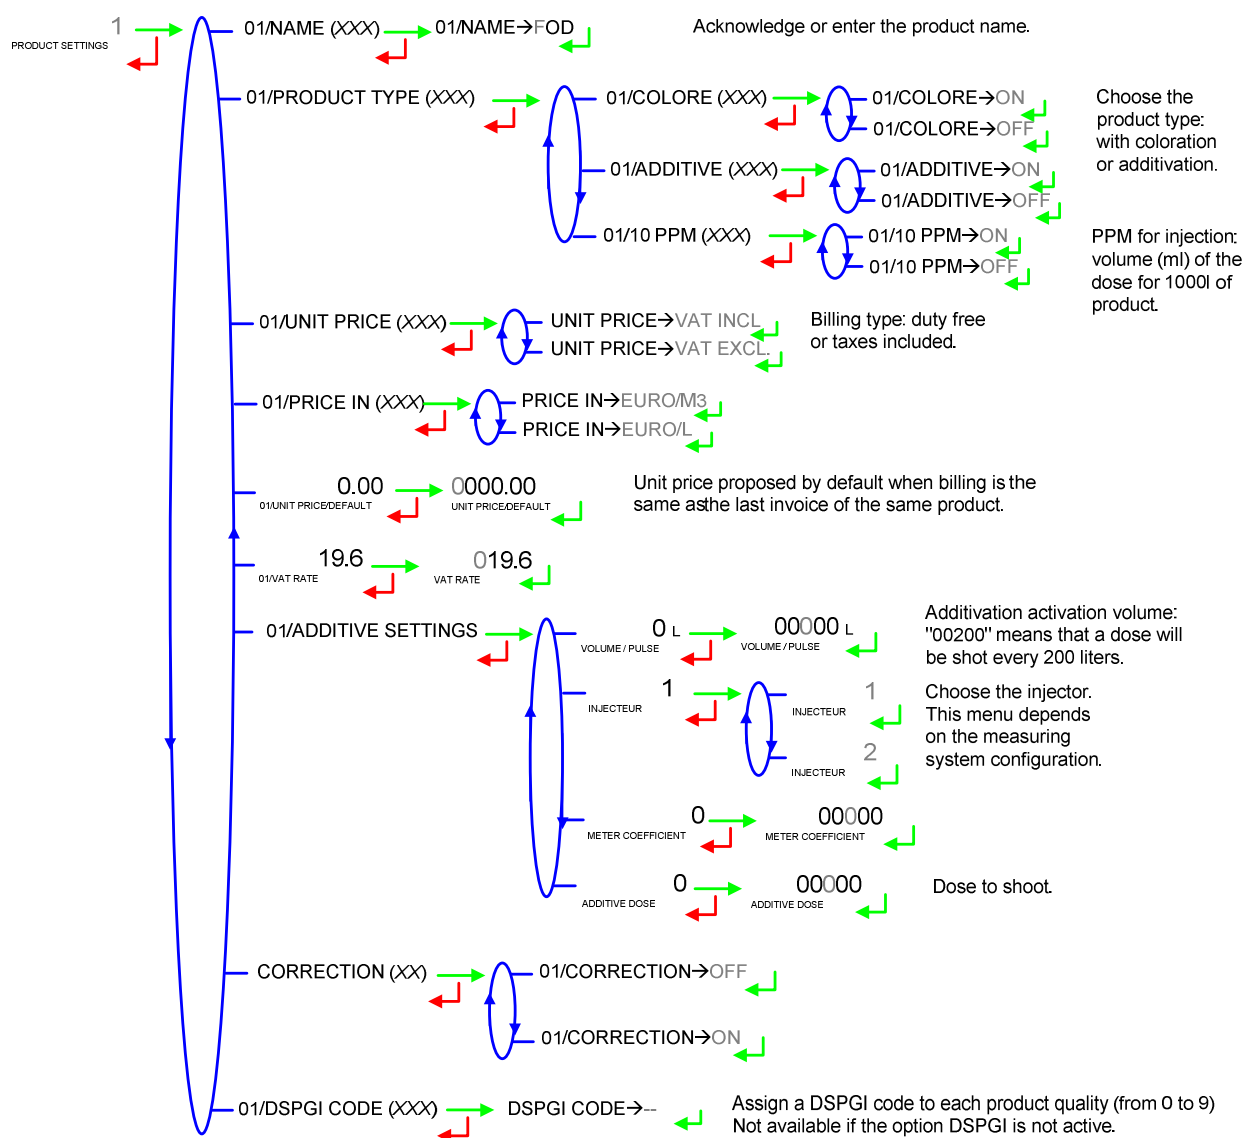 1
PRODUCT SETTINGS
01/NAME (XXX)
01/NAME→FOD
Acknowledge or enter the product name.
01/PRODUCT TYPE (XXX)
01/COLORE (XXX)
01/COLORE→ON
01/COLORE→OFF
Choose the
product type:
with coloration
or additivation.
01/ADDITIVE (XXX)
01/ADDITIVE→ON
01/ADDITIVE→OFF
01/10 PPM (XXX)
01/10 PPM→ON
01/10 PPM→OFF
PPM for injection:
volume (ml) of the
dose for 1000l of
product.
01/UNIT PRICE (XXX)
UNIT PRICE→VAT INCL
UNIT PRICE→VAT EXCL.
Billing type: duty free
or taxes included.
01/PRICE IN (XXX)
PRICE IN→EURO/M3
PRICE IN→EURO/L
0.00
01/UNIT PRICE/DEFAULT
0000.00
UNIT PRICE/DEFAULT
Unit price proposed by default when billing is the
same as the last invoice of the same product.
19.6
01/VAT RATE
019.6
VAT RATE
01/ADDITIVE SETTINGS
0 L
VOLUME / PULSE
00000 L
VOLUME / PULSE
Additivation activation volume:
"00200" means that a dose will
be shot every 200 liters.
1
INJECTEUR
1
INJECTEUR
2
INJECTEUR
Choose the injector.
This menu depends
on the measuring
system configuration.
0
METER COEFFICIENT
00000
METER COEFFICIENT
0
ADDITIVE DOSE
00000
ADDITIVE DOSE
Dose to shoot.
CORRECTION (XX)
01/CORRECTION→OFF
01/CORRECTION→ON
01/DSPGI CODE (XXX)
DSPGI CODE→--
Assign a DSPGI code to each product quality (from 0 to 9)
Not available if the option DSPGI is not active.